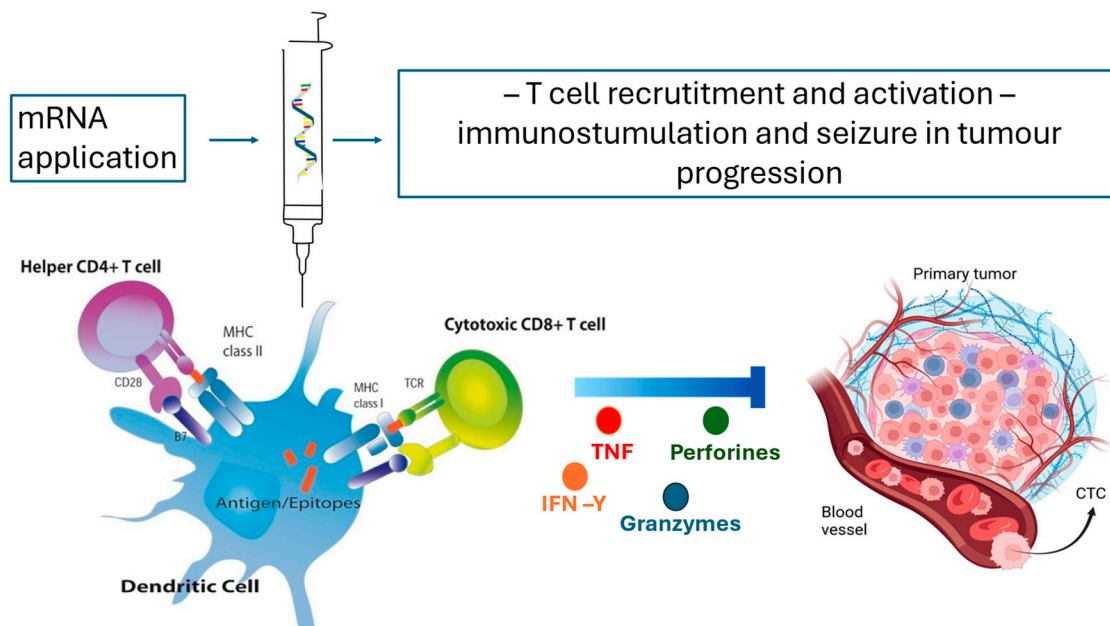 mRNA
application
– T cell recrutitment and activation –
immunostumulation and seizure in tumour
progression
Helper CD4+ T cell
MHC
class II
CD28
B7
Cytotoxic CD8+ T cell
MHC
class I
TCR
Antigen/Epitopes
Dendritic Cell
TNF
Perforines
IFN –Y
Granzymes
Primary tumor
Blood
vessel
CTC